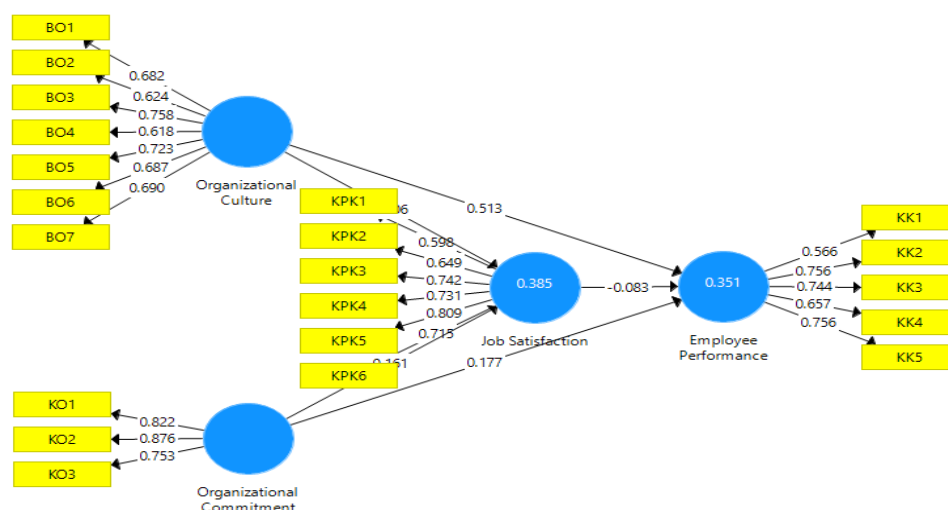 BO1
BO2
BO3
BO4
BO5
BO6
BO7
0.682
0.624
0.758
0.618
0.723
0.687
0.690
Organizational
Culture
KPK1
KPK2
KPK3
KPK4
KPK5
KPK6
0.598
0.649
0.742
0.731
0.809
0.715
0.513
0.385
Job Satisfaction
-0.083
0.177
0.351
Employee
Performance
KK1
KK2
KK3
KK4
KK5
0.566
0.756
0.744
0.657
0.756
KO1
KO2
KO3
0.822
0.876
0.753
Organizational
Commitment